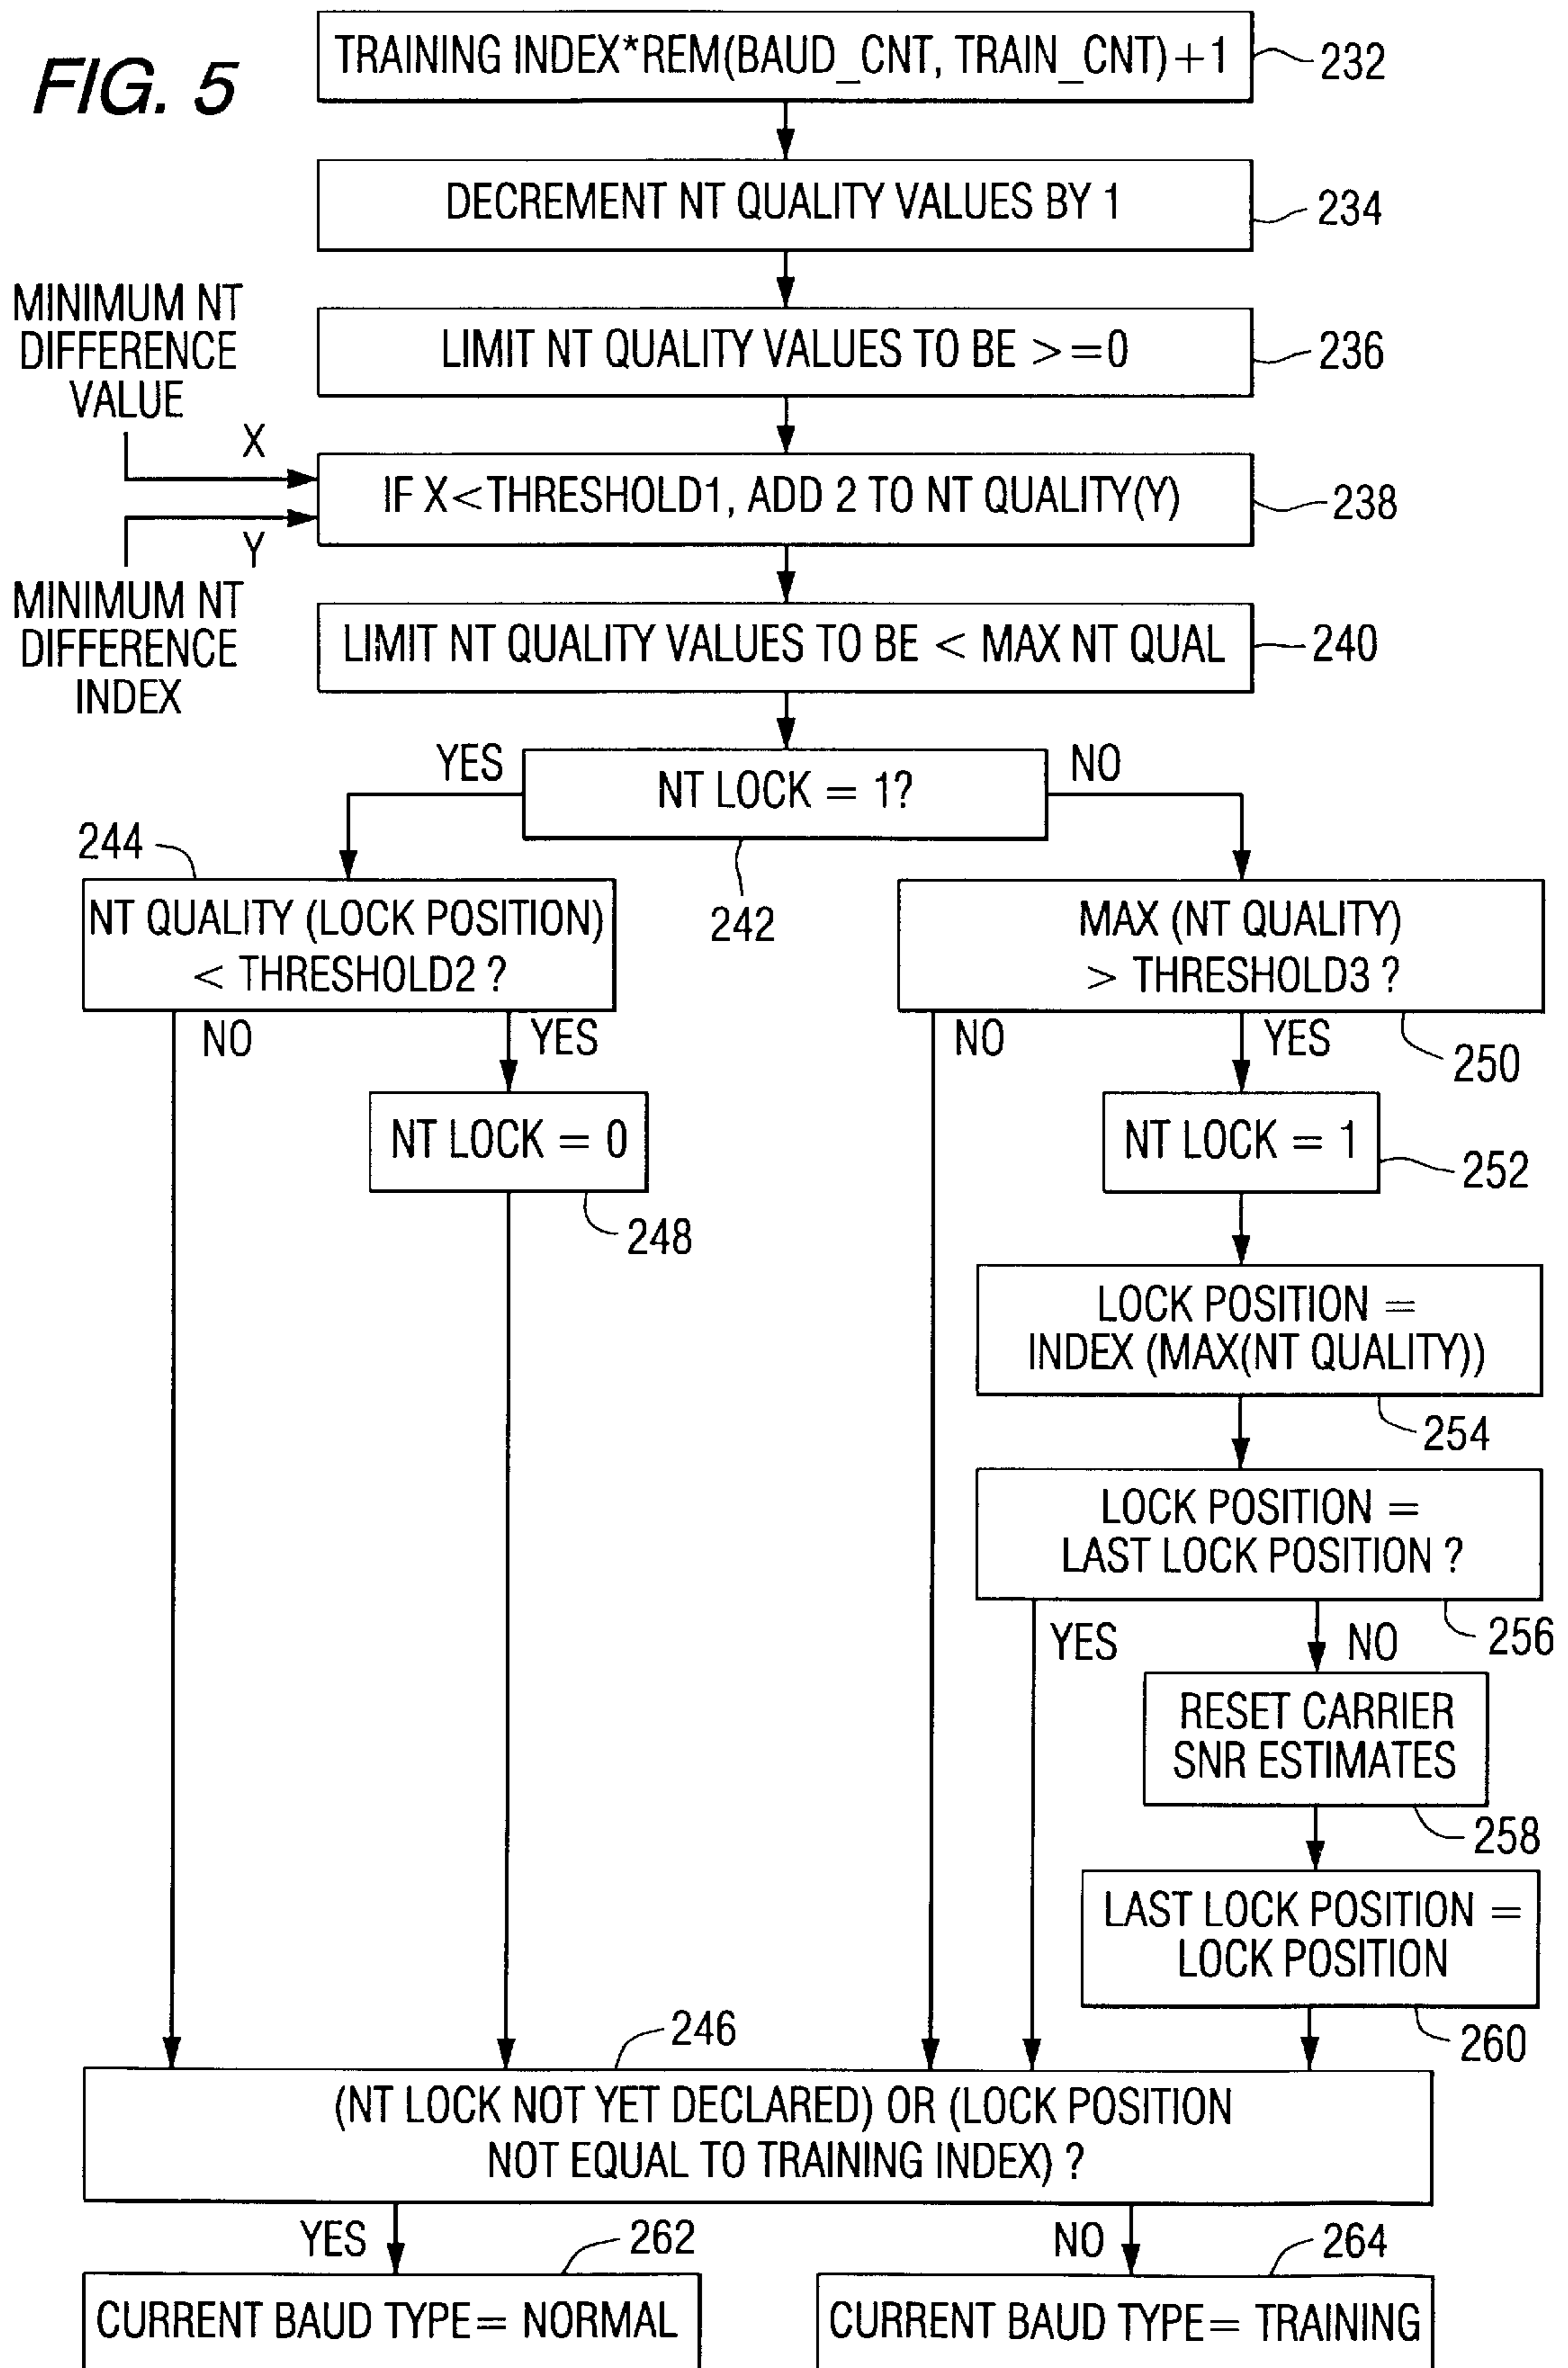 FIG. 5
TRAINING INDEX*REM(BAUD_CNT, TRAIN_CNT)+1
232
DECREMENT NT QUALITY VALUES BY 1
234
MINIMUM NT
DIFFERENCE
VALUE
LIMIT NT QUALITY VALUES TO BE >=0
236
X
IF X<THRESHOLD1, ADD 2 TO NT QUALITY(Y)
238
Y
MINIMUM NT
DIFFERENCE
INDEX
LIMIT NT QUALITY VALUES TO BE < MAX NT QUAL
240
YES
NT LOCK = 1?
NO
242
244
NT QUALITY (LOCK POSITION)
< THRESHOLD2 ?
MAX (NT QUALITY)
> THRESHOLD3 ?
250
NO
YES
NO
YES
NT LOCK = 0
248
NT LOCK = 1
252
LOCK POSITION =
INDEX (MAX(NT QUALITY))
254
LOCK POSITION =
LAST LOCK POSITION ?
256
YES
NO
RESET CARRIER
SNR ESTIMATES
258
LAST LOCK POSITION =
LOCK POSITION
260
246
(NT LOCK NOT YET DECLARED) OR (LOCK POSITION
NOT EQUAL TO TRAINING INDEX) ?
YES
262
NO
264
CURRENT BAUD TYPE= NORMAL
CURRENT BAUD TYPE= TRAINING